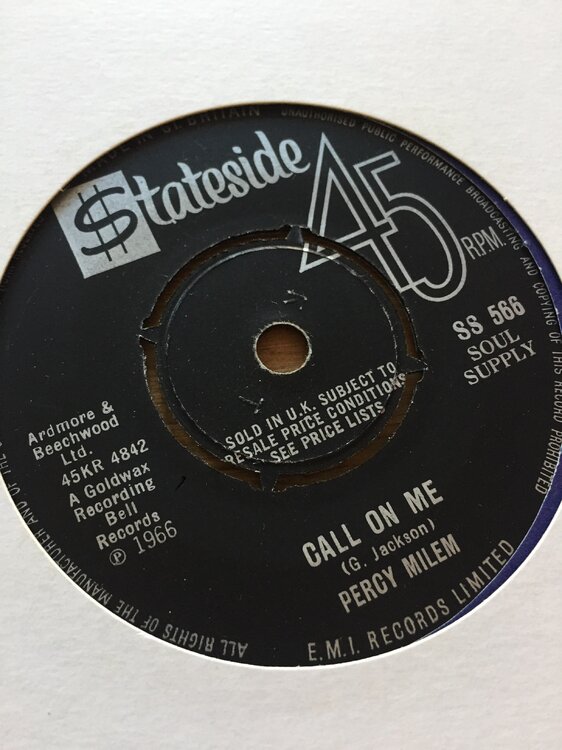 $tateside
45
R.P.M.
SS 566
SOUL
SUPPLY
SOLD IN U.K. SUBJECT TO
RESALE PRICE CONDITIONS
SEE PRICE LISTS
Ardmore &
Beechwood
Ltd.
45KR 4842
A Goldwax
Recording
Bell
Records
℗ 1966
CALL ON ME
(G. Jackson)
PERCY MILEM
E.M.I. RECORDS LIMITED
ALL RIGHTS OF THE MANUFACTURER AND OF THE
BRITAIN
UNAUTHORISED PUBLIC PERFORMANCE BROADCASTING AND COPYING OF THIS RECORD PROHIBITED